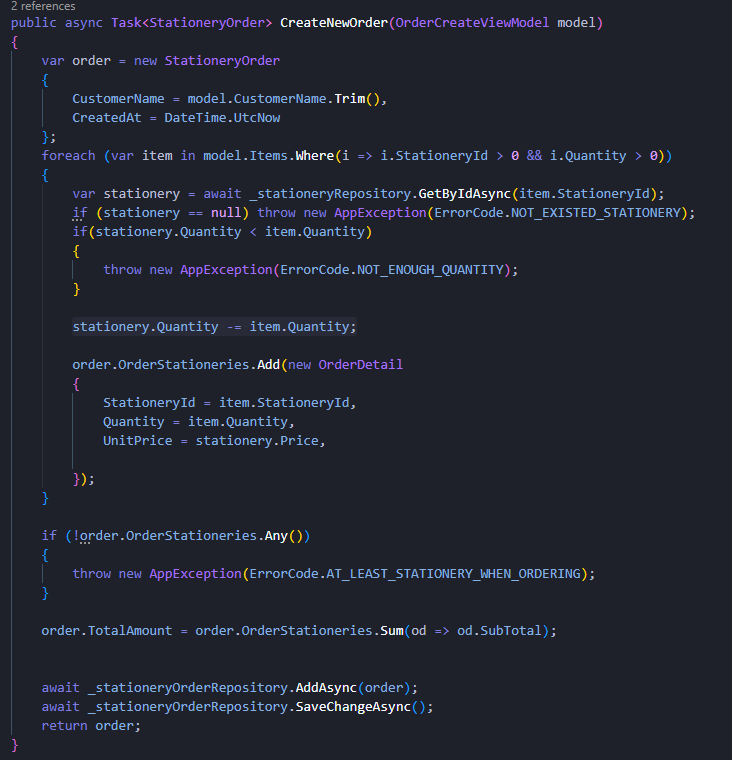 2 references
public async Task<StationeryOrder> CreateNewOrder(OrderCreateViewModel model)
{
    var order = new StationeryOrder
    {
        CustomerName = model.CustomerName.Trim(),
        CreatedAt = DateTime.UtcNow
    };
    foreach (var item in model.Items.Where(i => i.StationeryId > 0 && i.Quantity > 0))
    {
        var stationery = await _stationeryRepository.GetByIdAsync(item.StationeryId);
        if (stationery == null) throw new AppException(ErrorCode.NOT_EXISTED_STATIONERY);
        if(stationery.Quantity < item.Quantity)
        {
            throw new AppException(ErrorCode.NOT_ENOUGH_QUANTITY);
        }

        stationery.Quantity -= item.Quantity;

        order.OrderStationeries.Add(new OrderDetail
        {
            StationeryId = item.StationeryId,
            Quantity = item.Quantity,
            UnitPrice = stationery.Price,

        });
    }

    if (!order.OrderStationeries.Any())
    {
        throw new AppException(ErrorCode.AT_LEAST_STATIONERY_WHEN_ORDERING);
    }

    order.TotalAmount = order.OrderStationeries.Sum(od => od.SubTotal);


    await _stationeryOrderRepository.AddAsync(order);
    await _stationeryOrderRepository.SaveChangeAsync();
    return order;
}